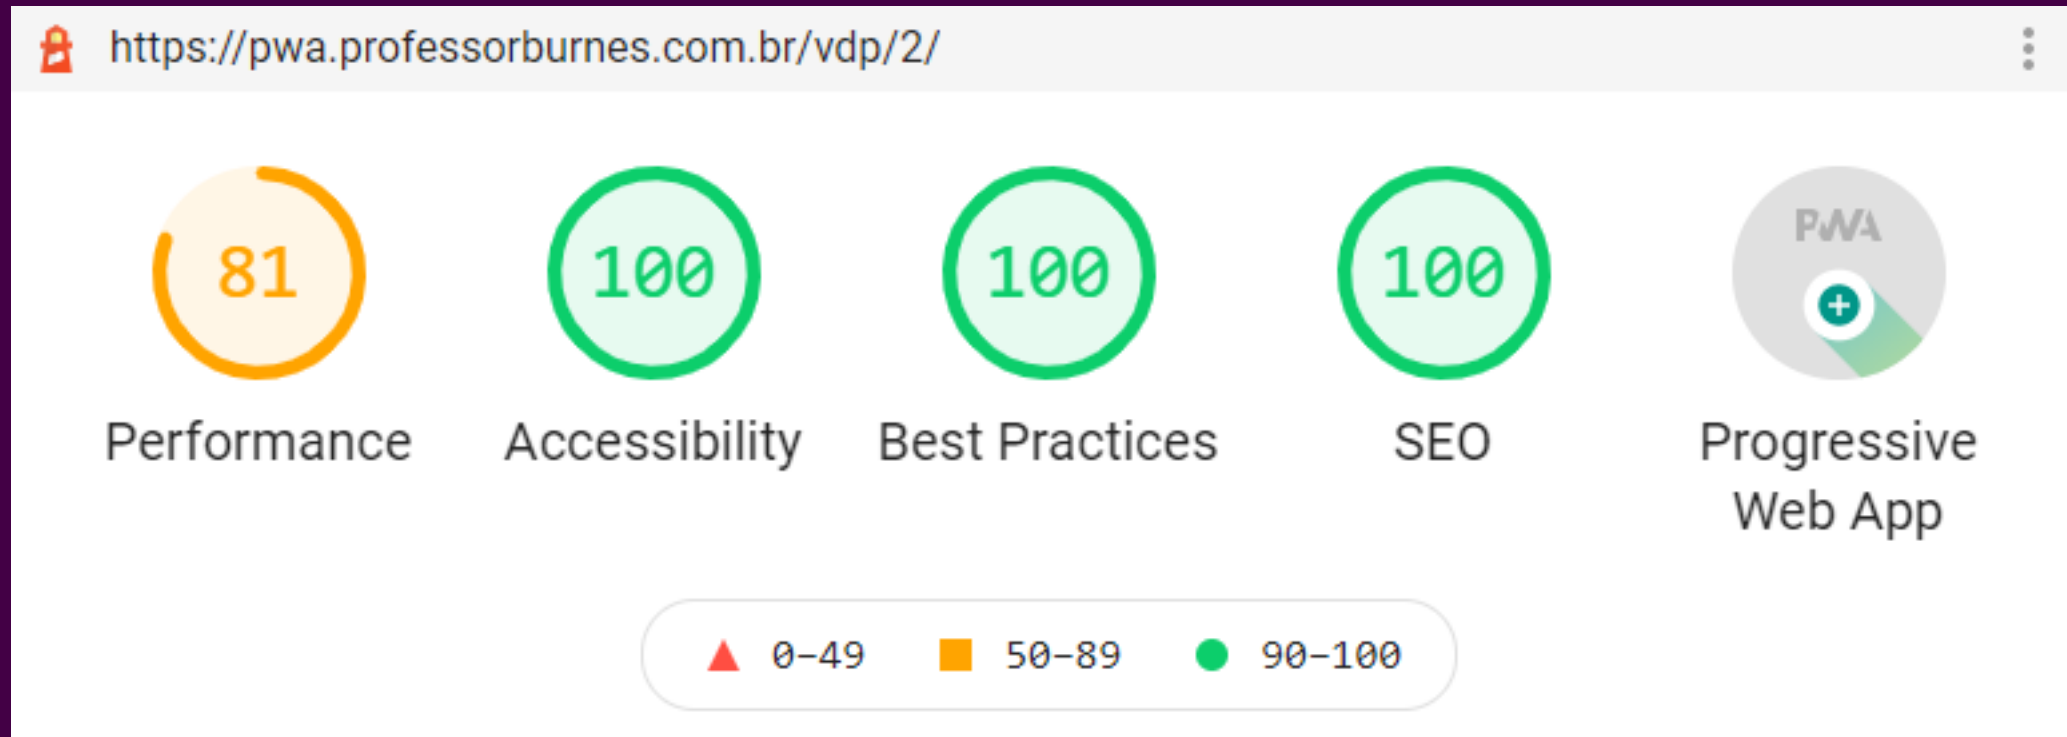 https://pwa.professorburnes.com.br/vdp/2/
81
100
100
100
PWA
Performance
Accessibility
Best Practices
SEO
Progressive
Web App
0–49
50–89
90–100